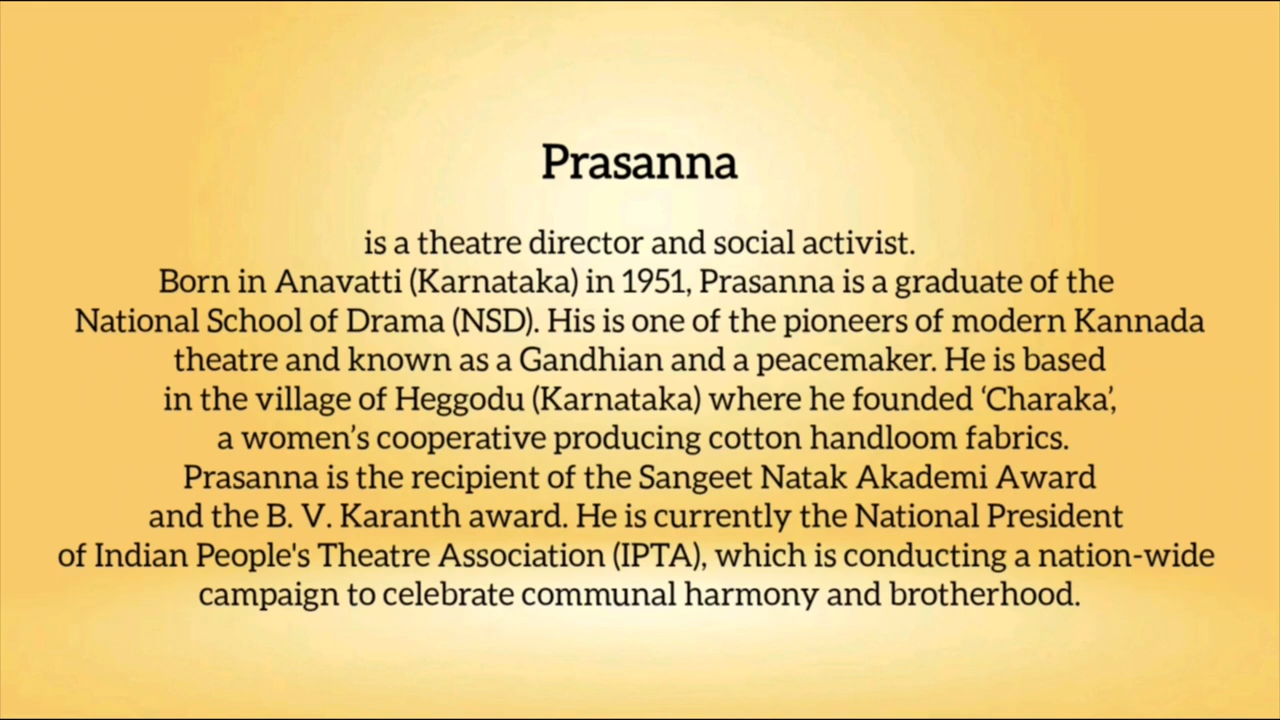 Prasanna
is a theatre director and social activist.
Born in Anavatti (Karnataka) in 1951, Prasanna is a graduate of the
National School of Drama (NSD). His is one of the pioneers of modern Kannada
theatre and known as a Gandhian and a peacemaker. He is based
in the village of Heggodu (Karnataka) where he founded ‘Charaka’,
a women’s cooperative producing cotton handloom fabrics.
Prasanna is the recipient of the Sangeet Natak Akademi Award
and the B. V. Karanth award. He is currently the National President
of Indian People's Theatre Association (IPTA), which is conducting a nation-wide
campaign to celebrate communal harmony and brotherhood.